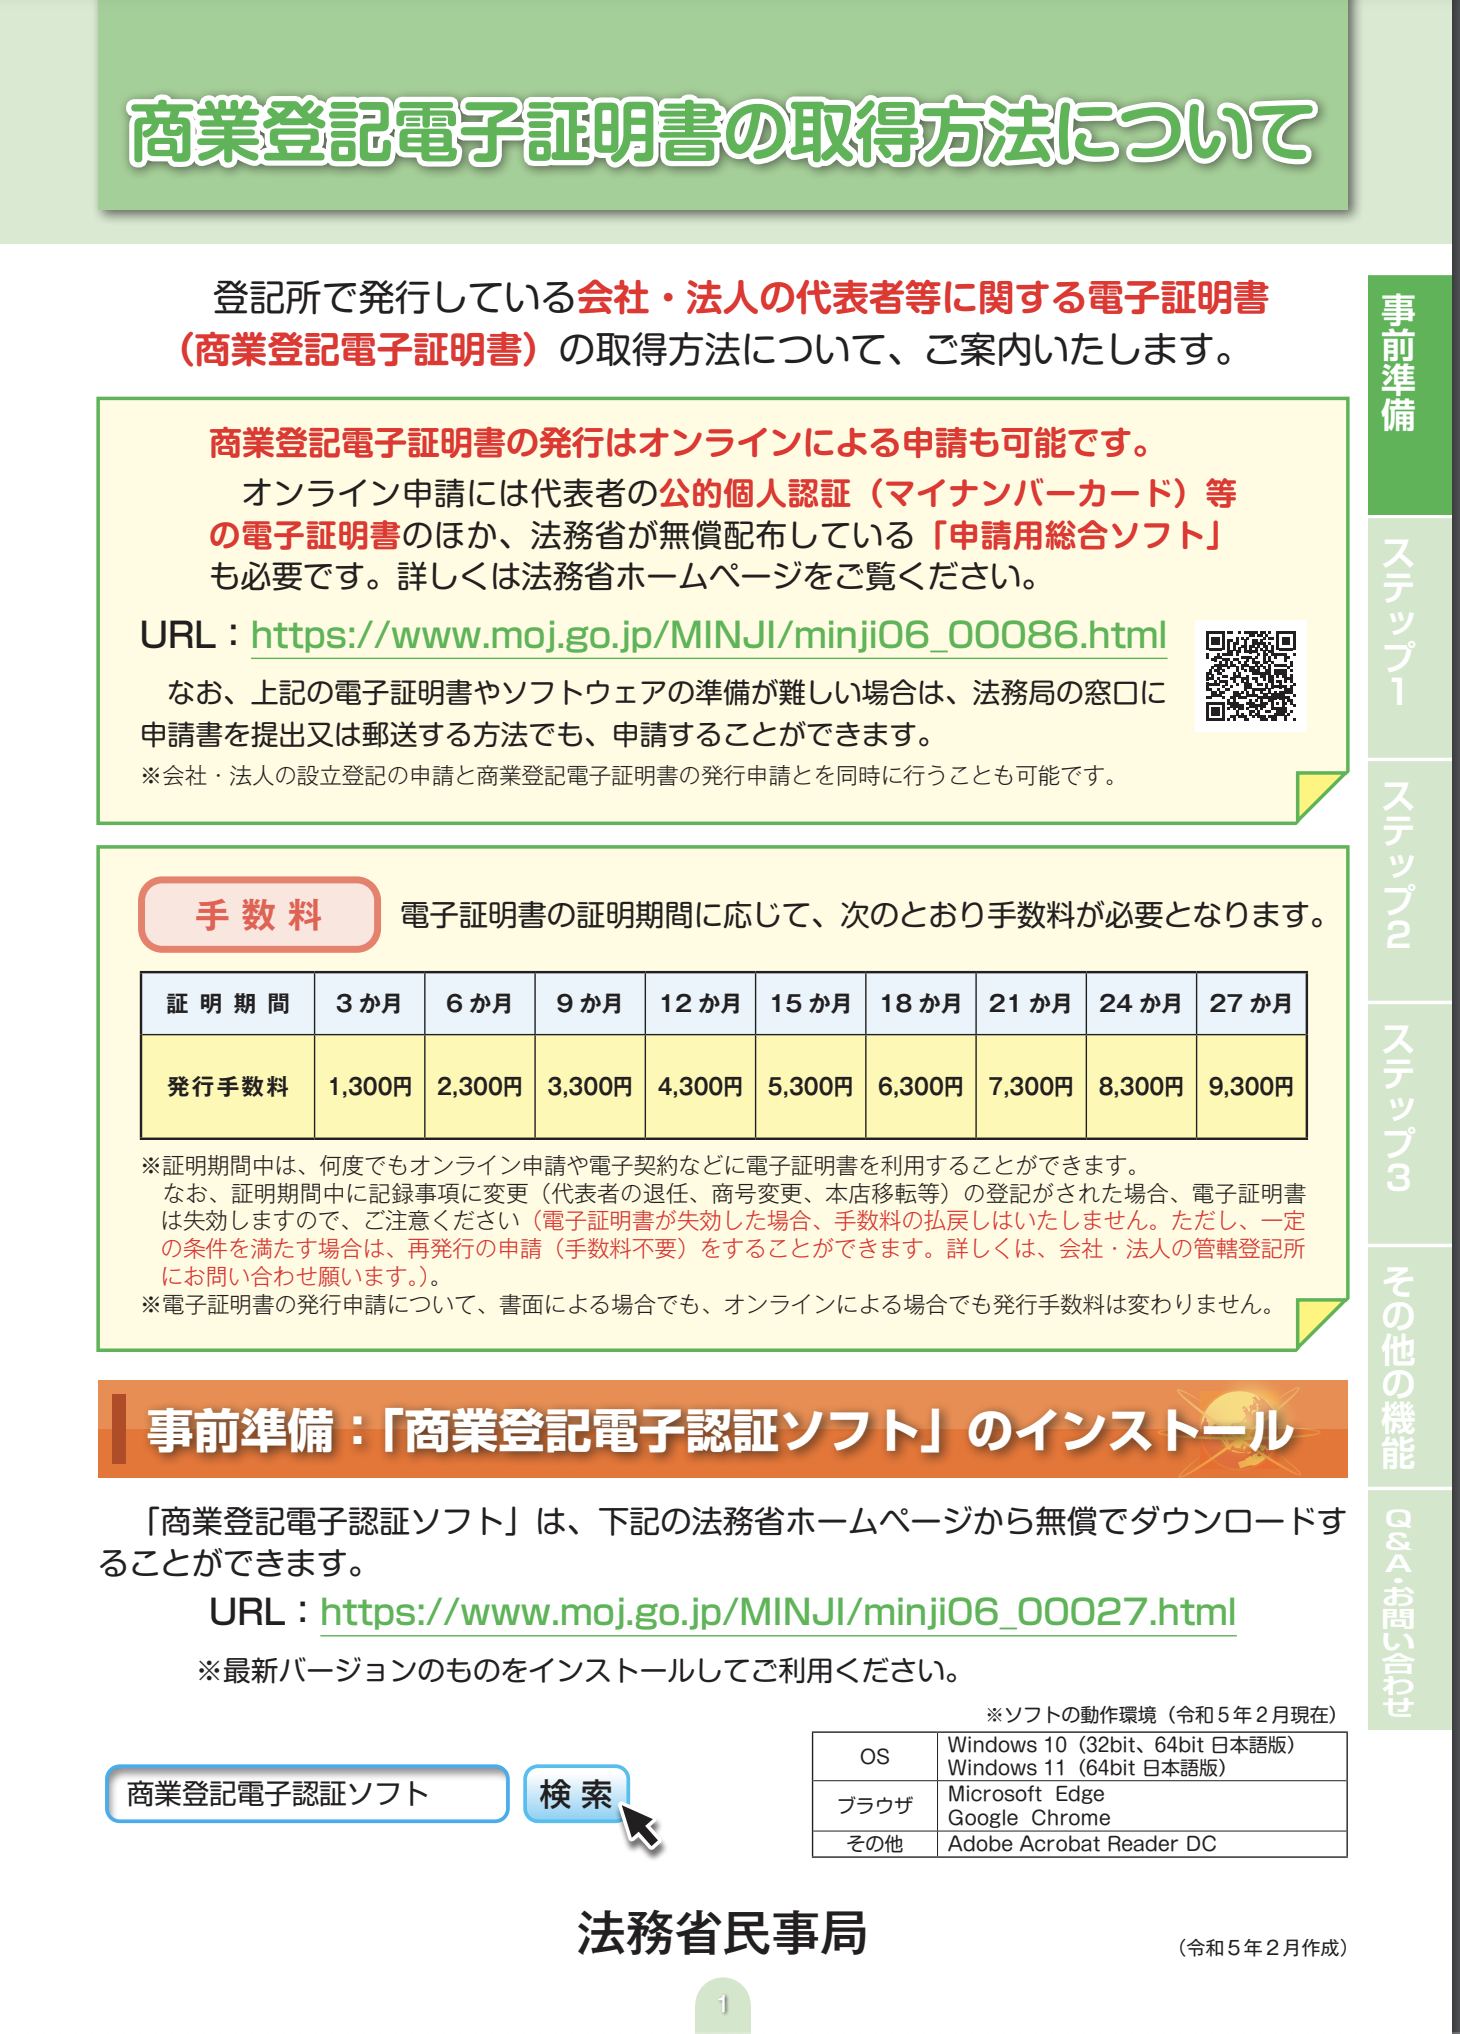 商業登記電子証明書の取得方法について
登記所で発行している会社・法人の代表者等に関する電子証明書
（商業登記電子証明書）の取得方法について、ご案内いたします。
商業登記電子証明書の発行はオンラインによる申請も可能です。
オンライン申請には代表者の公的個人認証（マイナンバーカード）等
の電子証明書のほか、法務省が無償配布している「申請用総合ソフト」
も必要です。詳しくは法務省ホームページをご覧ください。
URL：https://www.moj.go.jp/MINJI/minji06_00086.html
なお、上記の電子証明書やソフトウェアの準備が難しい場合は、法務局の窓口に
申請書を提出又は郵送する方法でも、申請することができます。
※会社・法人の設立登記の申請と商業登記電子証明書の発行申請とを同時に行うことも可能です。
手数料 電子証明書の証明期間に応じて、次のとおり手数料が必要となります。
証明期間 3か月 6か月 9か月 12か月 15か月 18か月 21か月 24か月 27か月
発行手数料 1,300円 2,300円 3,300円 4,300円 5,300円 6,300円 7,300円 8,300円 9,300円
※証明期間中は、何度でもオンライン申請や電子契約などに電子証明書を利用することができます。
なお、証明期間中に記録事項に変更（代表者の退任、商号変更、本店移転等）の登記がされた場合、電子証明書
は失効しますので、ご注意ください（電子証明書が失効した場合、手数料の払戻しはいたしません。ただし、一定
の条件を満たす場合は、再発行の申請（手数料不要）をすることができます。詳しくは、会社・法人の管轄登記所
にお問い合わせ願います。）。
※電子証明書の発行申請について、書面による場合でも、オンラインによる場合でも発行手数料は変わりません。
事前準備：「商業登記電子認証ソフト」のインストール
「商業登記電子認証ソフト」は、下記の法務省ホームページから無償でダウンロードす
ることができます。
URL：https://www.moj.go.jp/MINJI/minji06_00027.html
※最新バージョンのものをインストールしてご利用ください。
※ソフトの動作環境（令和5年2月現在）
OS Windows 10（32bit、64bit 日本語版）
Windows 11（64bit 日本語版）
ブラウザ Microsoft Edge
Google Chrome
その他 Adobe Acrobat Reader DC
商業登記電子認証ソフト 検索
法務省民事局
（令和5年2月作成）
1
事前準備
ステップ1
ステップ2
ステップ3
その他の機能
Q&A・お問い合わせ